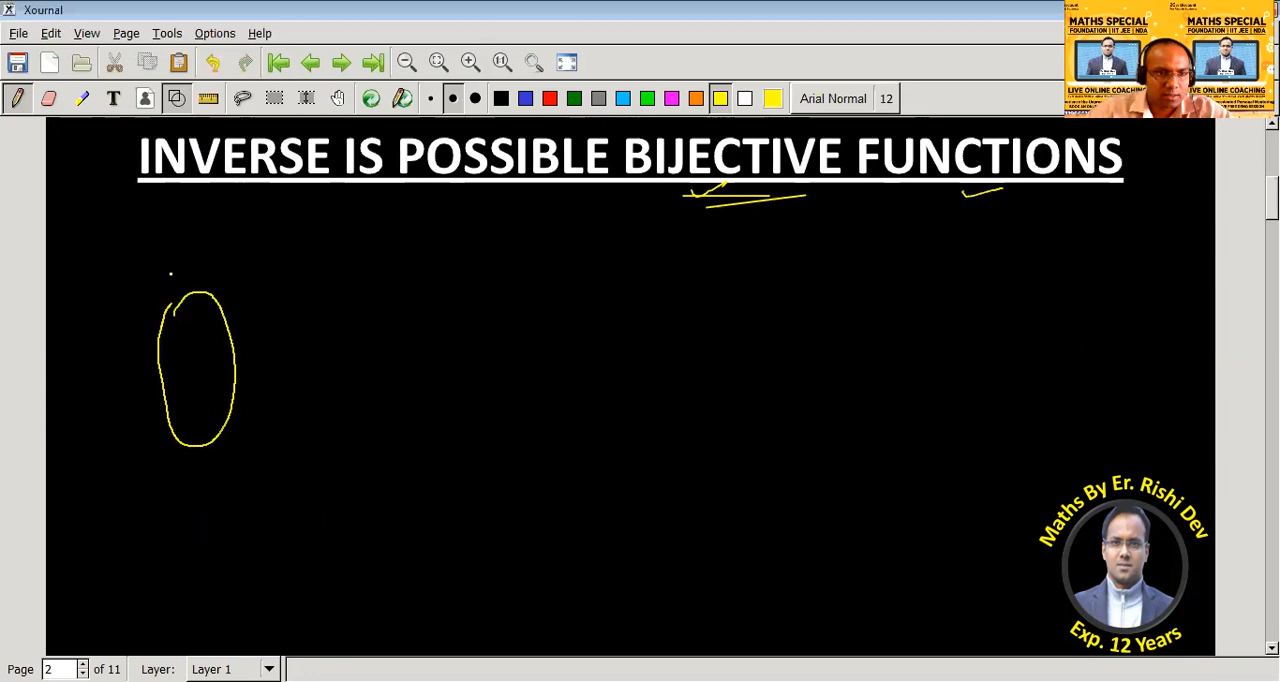 Xournal
File Edit View Page Tools Options Help
Arial Normal 12
MATHS SPECIAL MATHS SPECIAL
FOUNDATION | IIT JEE | NDA FOUNDATION | IIT JEE | NDA
LIVE ONLINE COACHING LIVE ONLINE COACHING
INVERSE IS POSSIBLE BIJECTIVE FUNCTIONS
Maths By Er. Rishi Dev
Exp. 12 Years
Page 2 of 11 Layer: Layer 1